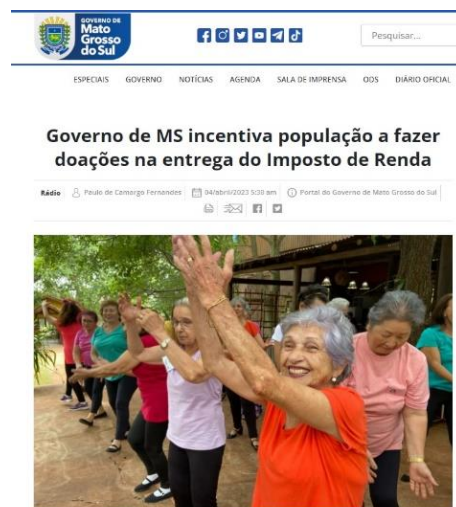 GOVERNO DE
Mato
Grosso
do Sul
Pesquisar...
ESPECIAIS GOVERNO NOTÍCIAS AGENDA SALA DE IMPRENSA ODS DIÁRIO OFICIAL
Governo de MS incentiva população a fazer
doações na entrega do Imposto de Renda
Rádio Paulo de Camargo Fernandes 04/abril/2023 5:30 am Portal do Governo de Mato Grosso do Sul